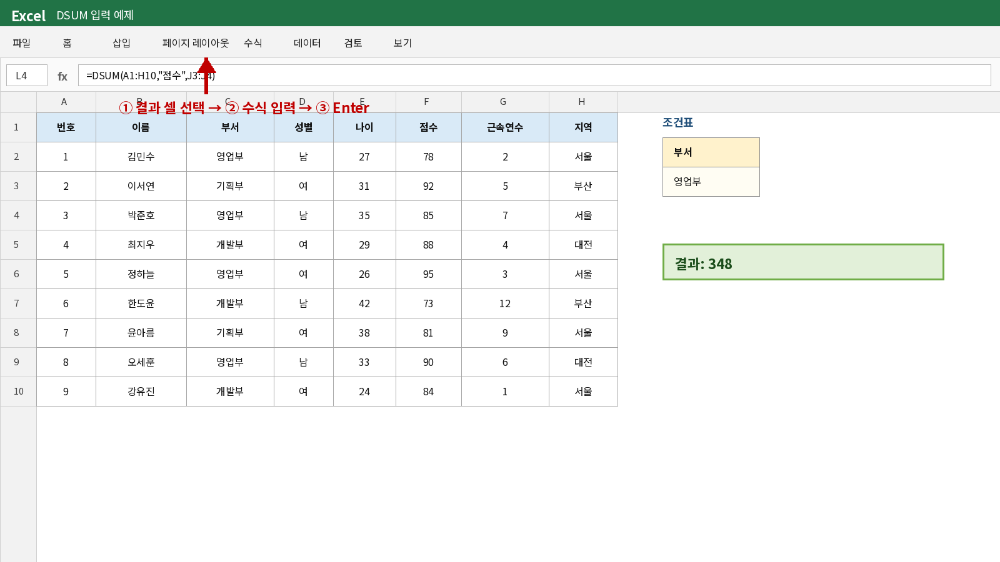 Excel DSUM 입력 예제
파일 홈 삽입 페이지 레이아웃 수식 데이터 검토 보기
L4 fx =DSUM(A1:H10,"점수",J3:J4)
A B C D E F G H
① 결과 셀 선택 → ② 수식 입력 → ③ Enter
1 번호 이름 부서 성별 나이 점수 근속연수 지역
2 1 김민수 영업부 남 27 78 2 서울
3 2 이서연 기획부 여 31 92 5 부산
4 3 박준호 영업부 남 35 85 7 서울
5 4 최지우 개발부 여 29 88 4 대전
6 5 정하늘 영업부 여 26 95 3 서울
7 6 한도윤 개발부 남 42 73 12 부산
8 7 윤아름 기획부 여 38 81 9 서울
9 8 오세훈 영업부 남 33 90 6 대전
10 9 강유진 개발부 여 24 84 1 서울
조건표
부서
영업부
결과: 348